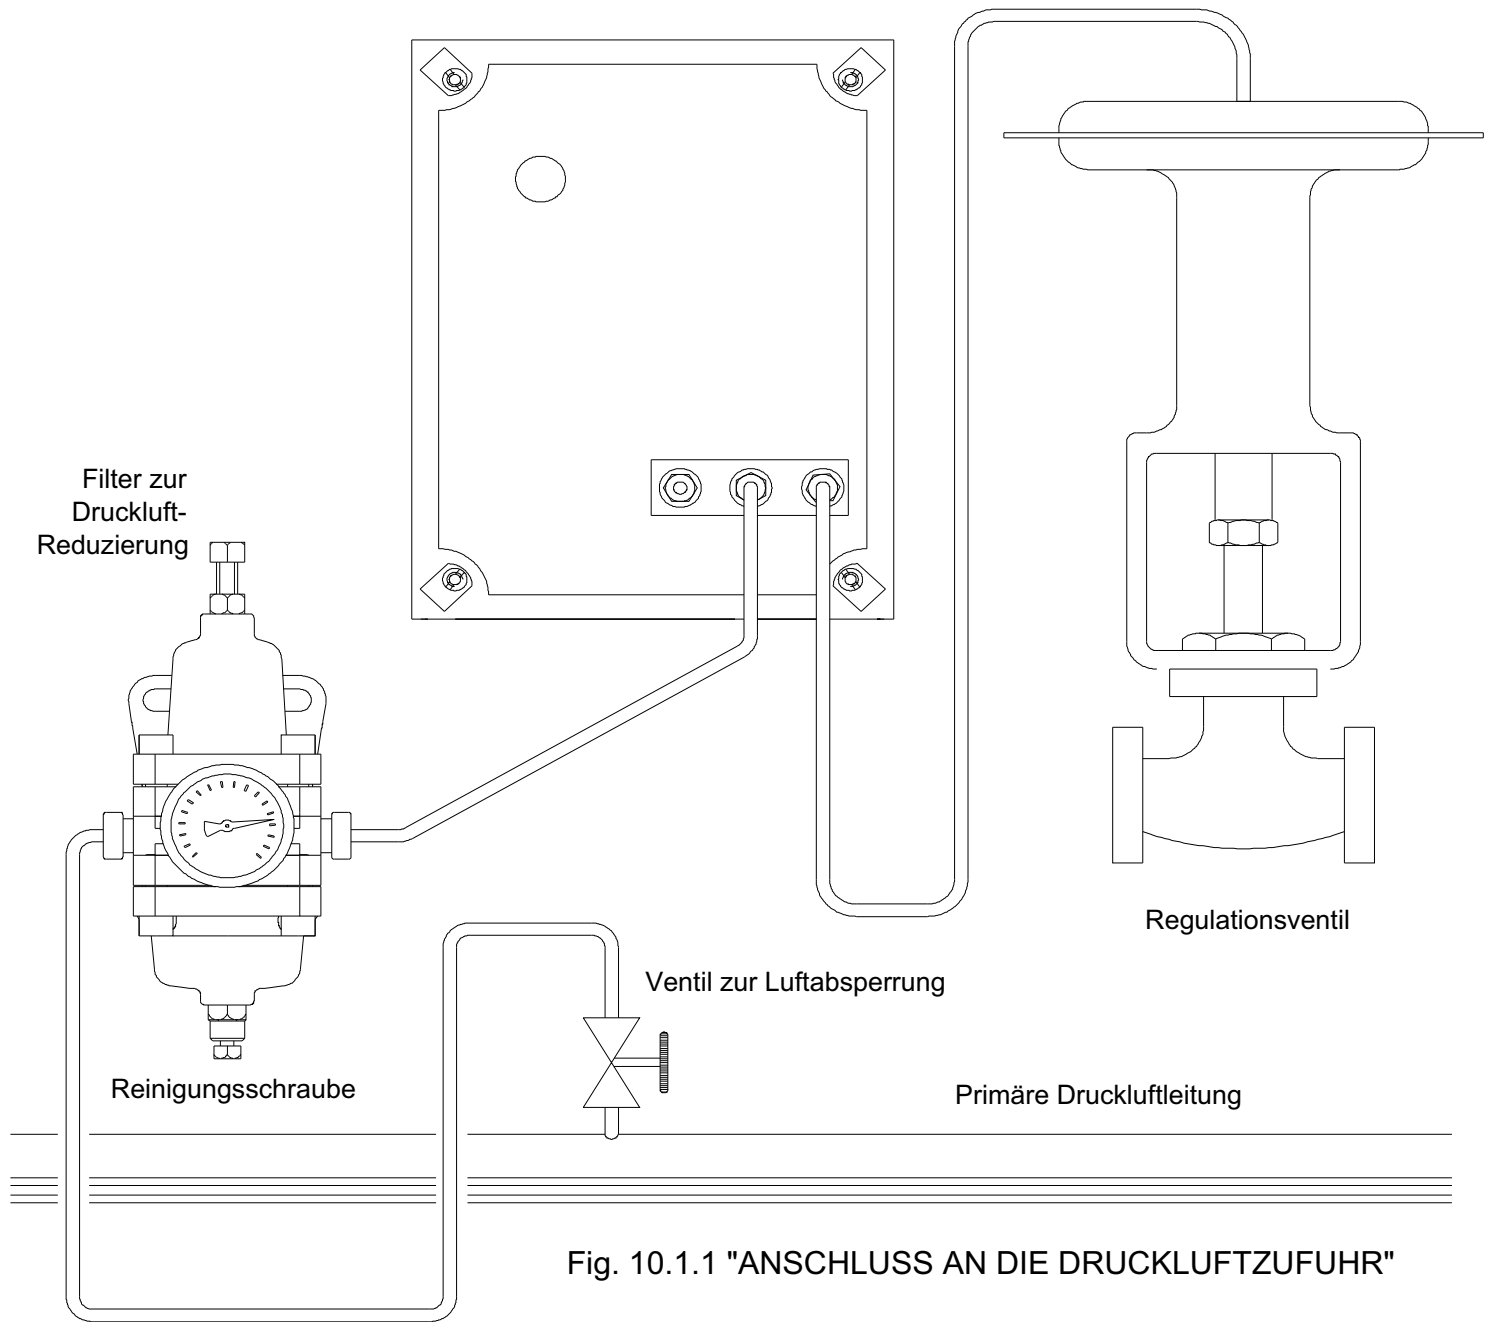 Filter zur
Druckluft-
Reduzierung
Regulationsventil
Ventil zur Luftabsperrung
Reinigungsschraube
Primäre Druckluftleitung
Fig. 10.1.1 "ANSCHLUSS AN DIE DRUCKLUFTZUFUHR"